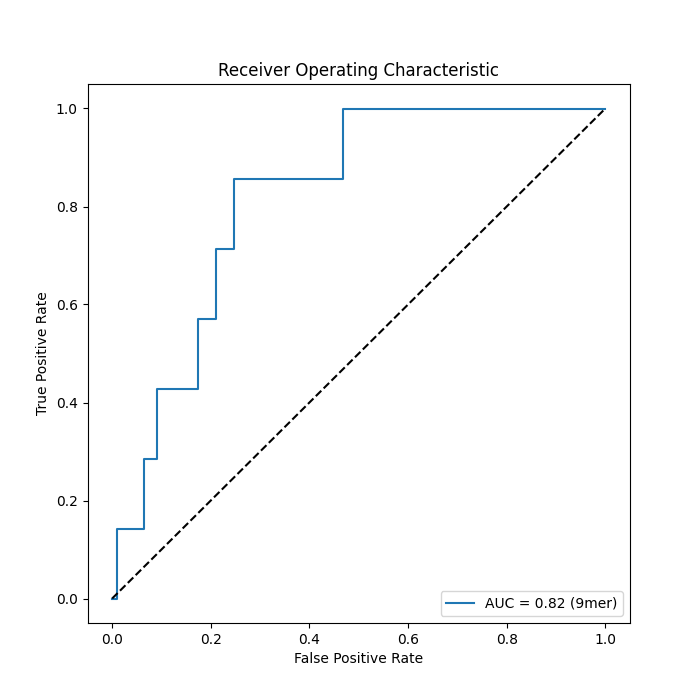 Receiver Operating Characteristic
True Positive Rate
1.0
0.8
0.6
0.4
0.2
0.0
AUC = 0.82 (9mer)
0.0 0.2 0.4 0.6 0.8 1.0
False Positive Rate